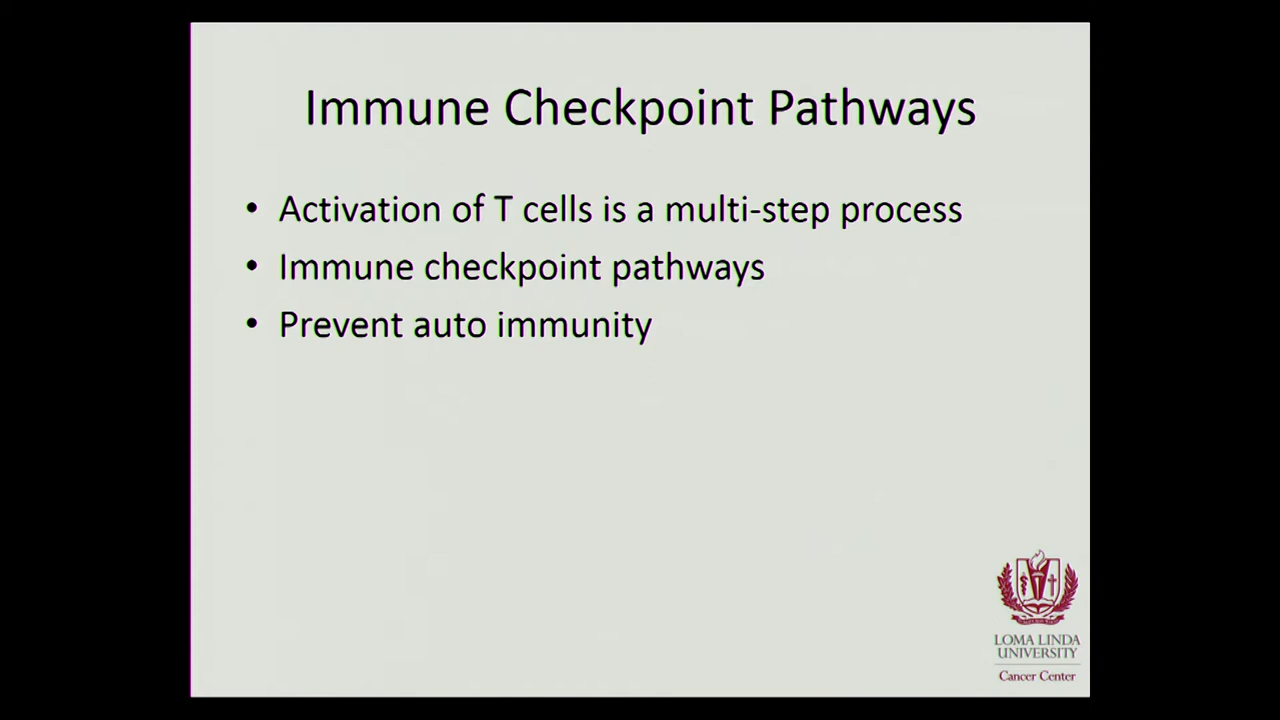 Immune Checkpoint Pathways
• Activation of T cells is a multi-step process
• Immune checkpoint pathways
• Prevent auto immunity
LOMA LINDA
UNIVERSITY
Cancer Center